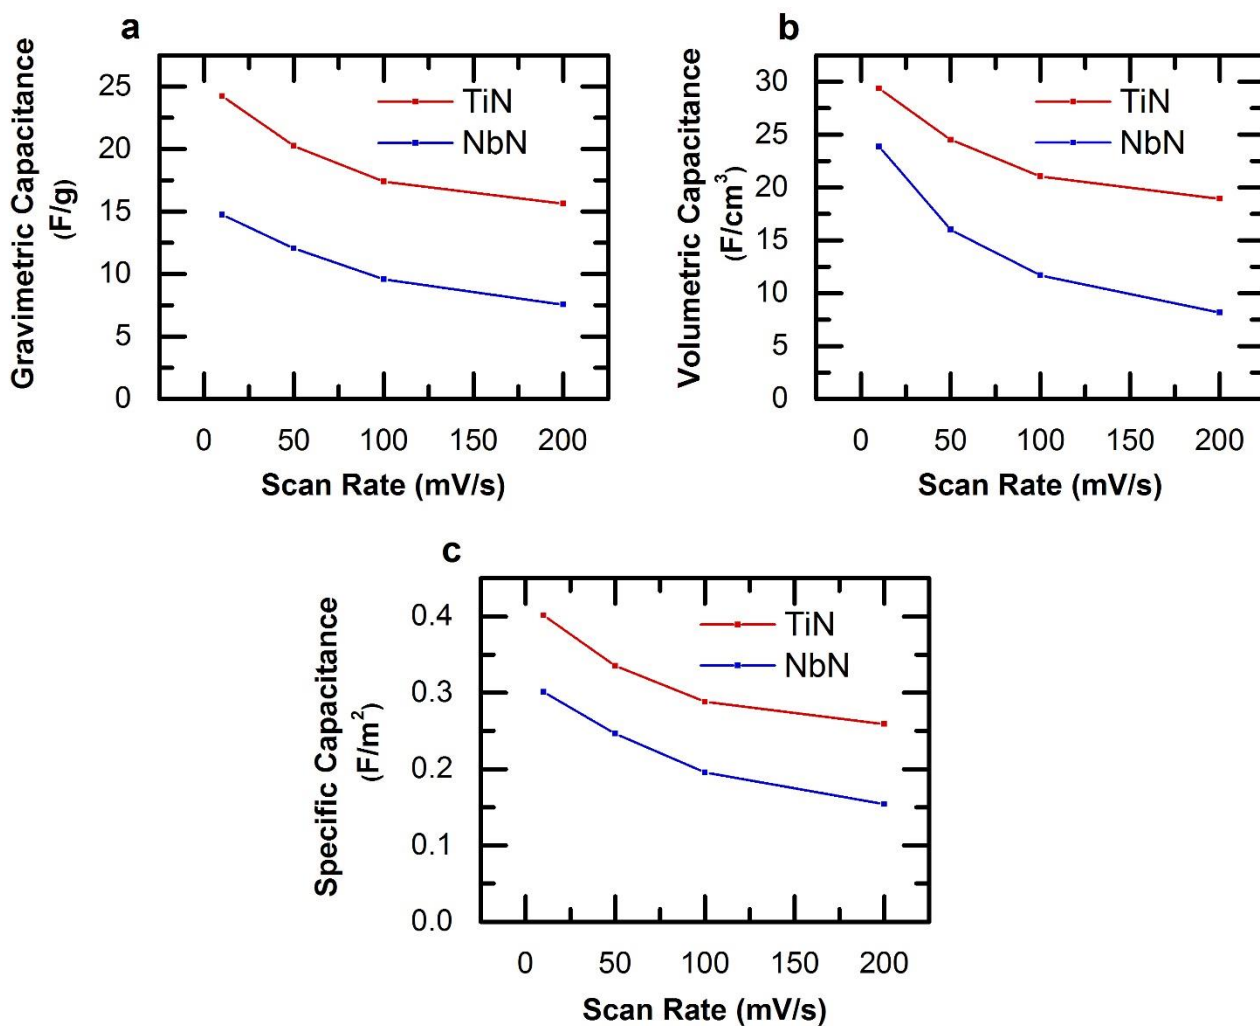 a
Gravimetric Capacitance
(F/g)
25
20
15
10
5
0
TiN
NbN
0 50 100 150 200
Scan Rate (mV/s)
b
Volumetric Capacitance
(F/cm³)
30
25
20
15
10
5
0
TiN
NbN
0 50 100 150 200
Scan Rate (mV/s)
c
Specific Capacitance
(F/m²)
0.4
0.3
0.2
0.1
0.0
TiN
NbN
0 50 100 150 200
Scan Rate (mV/s)